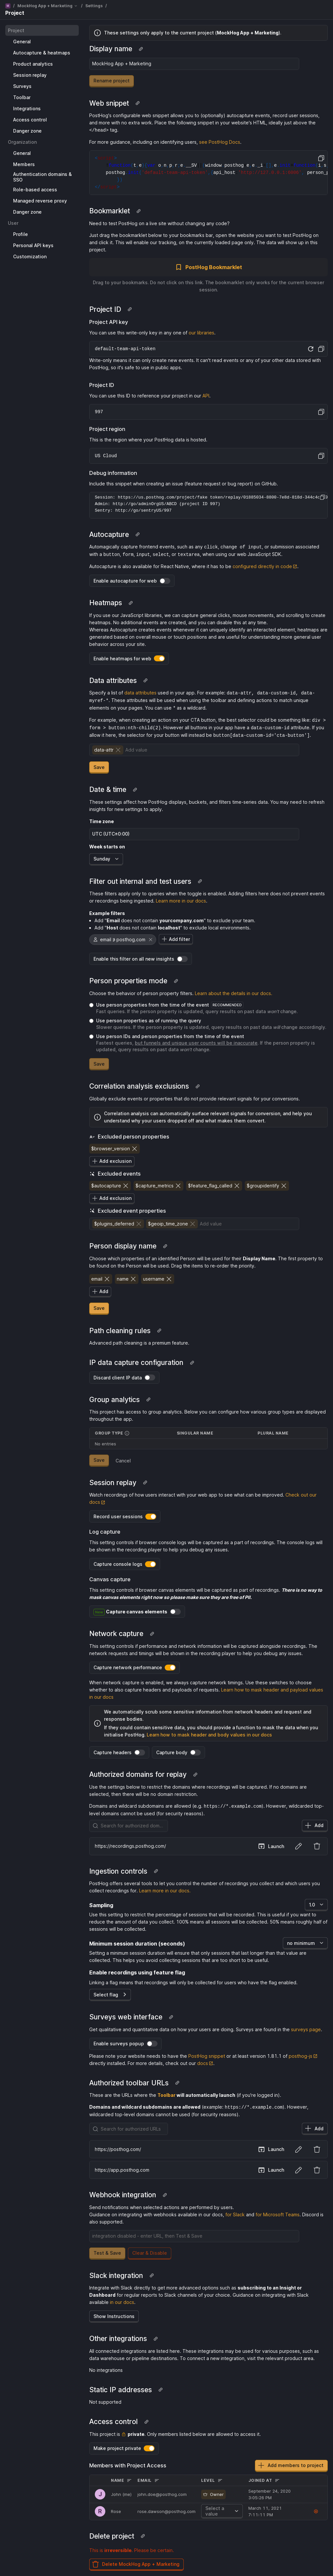 MockHog App + Marketing / Settings /
Project
Project
General
Autocapture & heatmaps
Product analytics
Session replay
Surveys
Toolbar
Integrations
Access control
Danger zone
Organization
General
Members
Authentication domains &
SSO
Role-based access
Managed reverse proxy
Danger zone
User
Profile
Personal API keys
Customization
These settings only apply to the current project (MockHog App + Marketing).
Display name
MockHog App + Marketing
Rename project
Web snippet
PostHog's configurable web snippet allows you to (optionally) autocapture events, record user sessions,
and more with no extra work. Place the following snippet in your website's HTML, ideally just above the
</head> tag.
For more guidance, including on identifying users, see PostHog Docs.
Bookmarklet
Need to test PostHog on a live site without changing any code?
Just drag the bookmarklet below to your bookmarks bar, open the website you want to test PostHog on
and click it. This will enable our tracking, on the currently loaded page only. The data will show up in this
project.
PostHog Bookmarklet
Drag to your bookmarks. Do not click on this link. The bookmarklet only works for the current browser
session.
Project ID
Project API key
You can use this write-only key in any one of our libraries.
default-team-api-token
Write-only means it can only create new events. It can't read events or any of your other data stored with
PostHog, so it's safe to use in public apps.
Project ID
You can use this ID to reference your project in our API.
997
Project region
This is the region where your PostHog data is hosted.
US Cloud
Debug information
Include this snippet when creating an issue (feature request or bug report) on GitHub.
Admin: http://go/adminOrgUS/ABCD (project ID 997)
Sentry: http://go/sentryUS/997
Autocapture
Automagically capture frontend events, such as any click, change of input, or submission associated
with a button, form, input, select, or textarea, when using our web JavaScript SDK.
Autocapture is also available for React Native, where it has to be configured directly in code.
Enable autocapture for web
Heatmaps
If you use our JavaScript libraries, we can capture general clicks, mouse movements, and scrolling to create
heatmaps. No additional events are created, and you can disable this at any time.
Whereas Autocapture creates events whenever it can uniquely identify an interacted element, heatmaps are
generated based on overall mouse or touch positions and are useful for understanding more general user
behavior across your site.
Enable heatmaps for web
Data attributes
Specify a list of data attributes used in your app. For example: data-attr, data-custom-id, data-
myref-*. These attributes will be used when using the toolbar and defining actions to match unique
elements on your pages. You can use * as a wildcard.
For example, when creating an action on your CTA button, the best selector could be something like: div >
form > button:nth-child(2). However all buttons in your app have a data-custom-id attribute. If you
allow it here, the selector for your button will instead be button[data-custom-id='cta-button'].
data-attr Add value
Save
Date & time
These settings affect how PostHog displays, buckets, and filters time-series data. You may need to refresh
insights for new settings to apply.
Time zone
UTC (UTC±0:00)
Week starts on
Sunday
Filter out internal and test users
These filters apply only to queries when the toggle is enabled. Adding filters here does not prevent events
or recordings being ingested. Learn more in our docs.
Example filters
Add "Email does not contain yourcompany.com" to exclude your team.
Add "Host does not contain localhost" to exclude local environments.
email ∌ posthog.com Add filter
Enable this filter on all new insights
Person properties mode
Choose the behavior of person property filters. Learn about the details in our docs.
Use person properties from the time of the event RECOMMENDED
Fast queries. If the person property is updated, query results on past data won't change.
Use person properties as of running the query
Slower queries. If the person property is updated, query results on past data will change accordingly.
Use person IDs and person properties from the time of the event
Fastest queries, but funnels and unique user counts will be inaccurate. If the person property is
updated, query results on past data won't change.
Save
Correlation analysis exclusions
Globally exclude events or properties that do not provide relevant signals for your conversions.
Correlation analysis can automatically surface relevant signals for conversion, and help you
understand why your users dropped off and what makes them convert.
Excluded person properties
$browser_version
Add exclusion
Excluded events
$autocapture $capture_metrics $feature_flag_called $groupidentify
Add exclusion
Excluded event properties
$plugins_deferred $geoip_time_zone Add value
Person display name
Choose which properties of an identified Person will be used for their Display Name. The first property to
be found on the Person will be used. Drag the items to re-order the priority.
email name username
Add
Save
Path cleaning rules
Advanced path cleaning is a premium feature.
IP data capture configuration
Discard client IP data
Group analytics
This project has access to group analytics. Below you can configure how various group types are displayed
throughout the app.
GROUP TYPE SINGULAR NAME PLURAL NAME
No entries
Save Cancel
Session replay
Watch recordings of how users interact with your web app to see what can be improved. Check out our
docs
Record user sessions
Log capture
This setting controls if browser console logs will be captured as a part of recordings. The console logs will
be shown in the recording player to help you debug any issues.
Capture console logs
Canvas capture
This setting controls if browser canvas elements will be captured as part of recordings. There is no way to
mask canvas elements right now so please make sure they are free of PII.
Capture canvas elements
Network capture
This setting controls if performance and network information will be captured alongside recordings. The
network requests and timings will be shown in the recording player to help you debug any issues.
Capture network performance
When network capture is enabled, we always capture network timings. Use these switches to choose
whether to also capture headers and payloads of requests. Learn how to mask header and payload values
in our docs
We automatically scrub some sensitive information from network headers and request
response bodies.
If they could contain sensitive data, you should provide a function to mask the data when you
initialise PostHog. Learn how to mask header and body values in our docs
Capture headers Capture body
Authorized domains for replay
Use the settings below to restrict the domains where recordings will be captured. If no domains are
selected, then there will be no domain restriction.
Domains and wildcard subdomains are allowed (e.g. https://*.example.com). However, wildcarded top-
level domains cannot be used (for security reasons).
Search for authorized dom... Add
https://recordings.posthog.com/ Launch
Ingestion controls
PostHog offers several tools to let you control the number of recordings you collect and which users you
collect recordings for. Learn more in our docs.
Sampling
Use this setting to restrict the percentage of sessions that will be recorded. This is useful if you want to
reduce the amount of data you collect. 100% means all sessions will be collected. 50% means roughly half of
sessions will be collected.
Minimum session duration (seconds) no minimum
Setting a minimum session duration will ensure that only sessions that last longer than that value are
collected. This helps you avoid collecting sessions that are too short to be useful.
Enable recordings using feature flag
Linking a flag means that recordings will only be collected for users who have the flag enabled.
Select flag
Surveys web interface
Get qualitative and quantitative data on how your users are doing. Surveys are found in the surveys page.
Enable surveys popup
Please note your website needs to have the PostHog snippet or at least version 1.81.1 of posthog-js
directly installed. For more details, check out our docs.
Authorized toolbar URLs
These are the URLs where the Toolbar will automatically launch (if you're logged in).
Domains and wildcard subdomains are allowed (example: https://*.example.com). However,
wildcarded top-level domains cannot be used (for security reasons).
Search for authorized URLs Add
https://posthog.com/ Launch
https://app.posthog.com Launch
Webhook integration
Send notifications when selected actions are performed by users.
Guidance on integrating with webhooks available in our docs, for Slack and for Microsoft Teams. Discord is
also supported.
integration disabled - enter URL, then Test & Save
Test & Save Clear & Disable
Slack integration
Integrate with Slack directly to get more advanced options such as subscribing to an Insight or
Dashboard for regular reports to Slack channels of your choice. Guidance on integrating with Slack
available in our docs.
Show Instructions
Other integrations
All connected integrations are listed here. These integrations may be used for various purposes, such as
data warehouse or pipeline destinations. To connect a new integration, visit the relevant product area.
No integrations
Static IP addresses
Not supported
Access control
This project is private. Only members listed below are allowed to access it.
Make project private
Members with Project Access Add members to project
NAME EMAIL LEVEL JOINED AT
J John (me) john.doe@posthog.com Owner September 24, 2020
R Rose rose.dawson@posthog.com Select a value March 11, 2021
Delete project
This is irreversible. Please be certain.
Delete MockHog App + Marketing